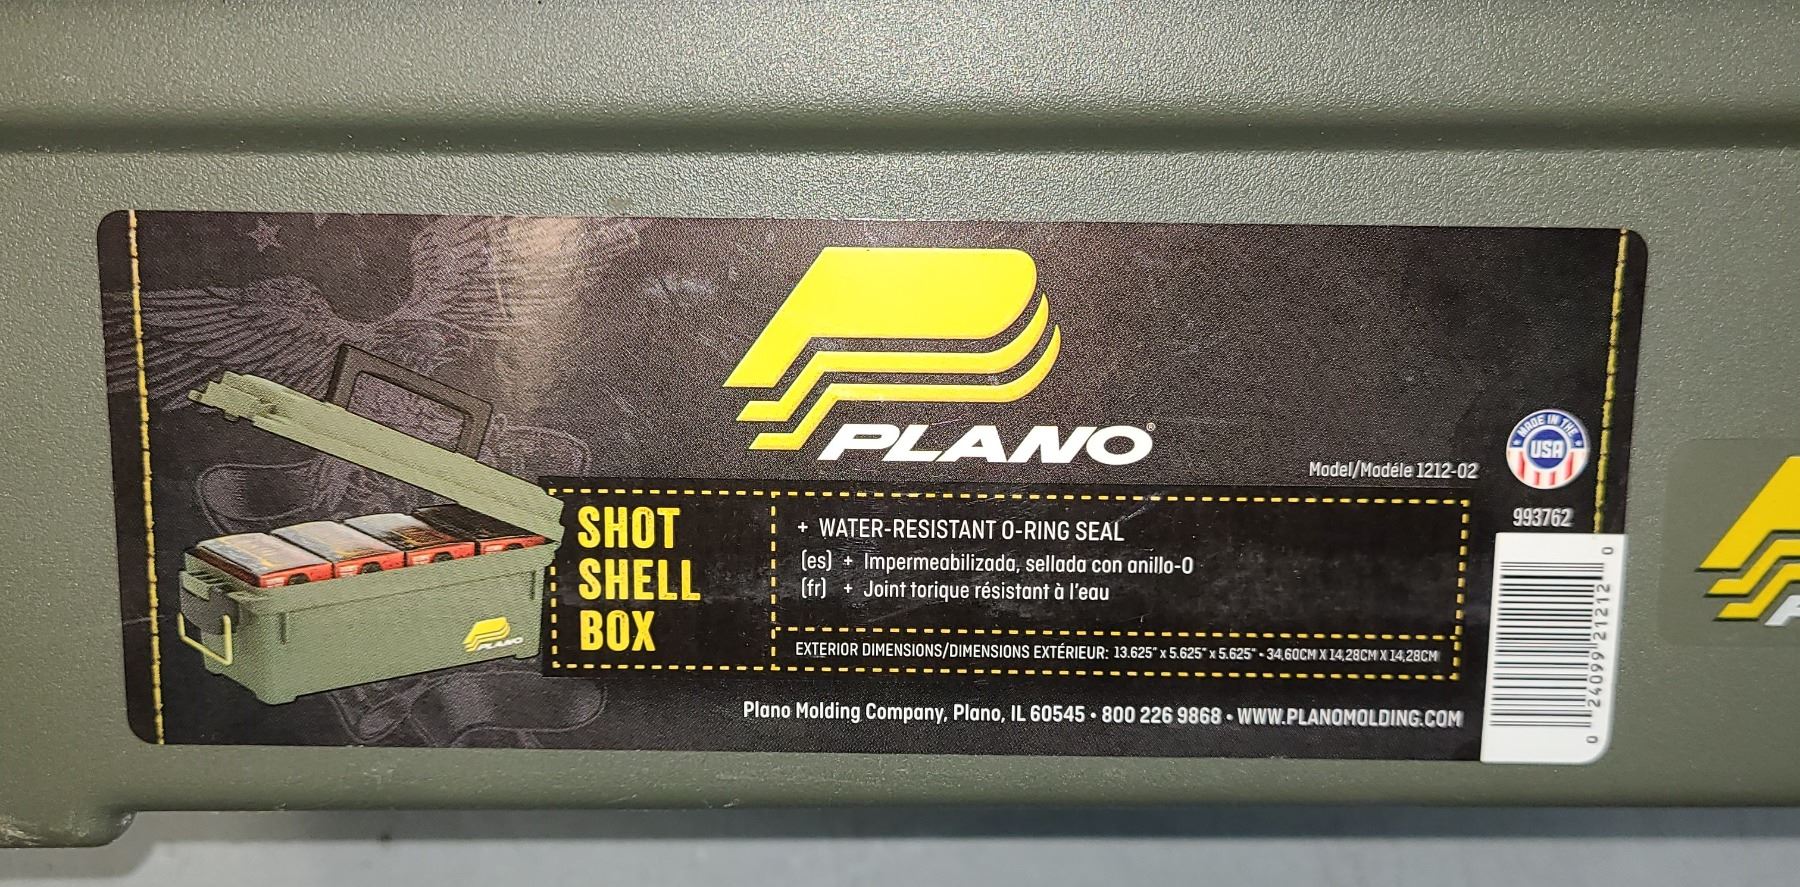 PLANO®
Model/Modéle 1212-02
MADE IN THE
USA
993762
SHOT
SHELL
BOX
+ WATER-RESISTANT O-RING SEAL
(es) + Impermeabilizada, sellada con anillo-O
(fr) + Joint torique résistant à l'eau
EXTERIOR DIMENSIONS/DIMENSIONS EXTÉRIEUR: 13.625" x 5.625" x 5.625" • 34,60CM X 14,28CM X 14,28CM
Plano Molding Company, Plano, IL 60545 • 800 226 9868 • WWW.PLANOMOLDING.COM
0 24099 21212 0
PLANO